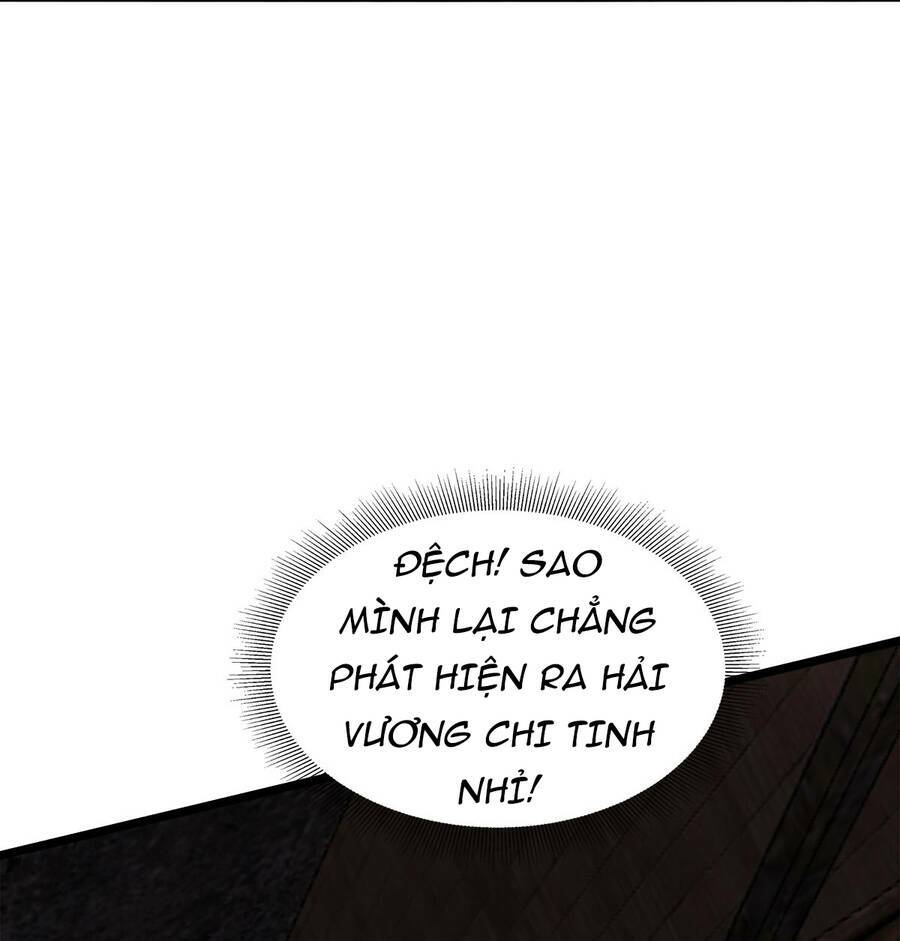 ĐỆCH! SAO
MÌNH LẠI CHẲNG
PHÁT HIỆN RA HẢI
VƯƠNG CHI TINH
NHỈ!